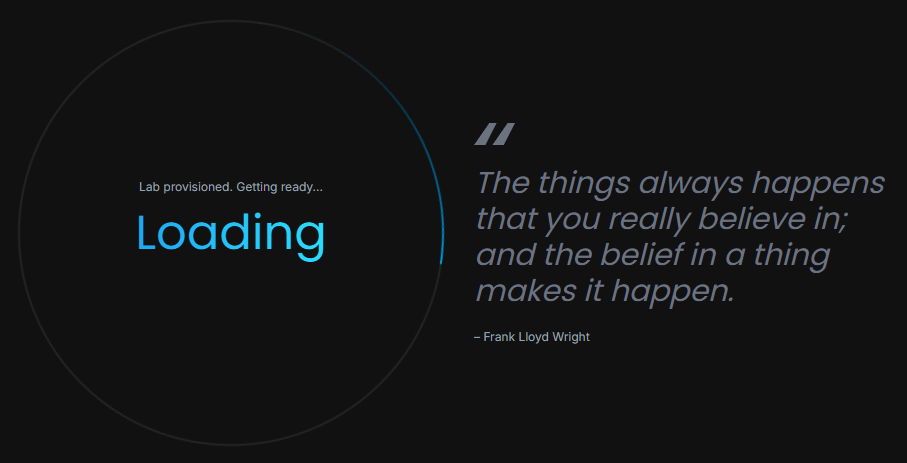 Lab provisioned. Getting ready...
Loading
The things always happens
that you really believe in;
and the belief in a thing
makes it happen.
– Frank Lloyd Wright